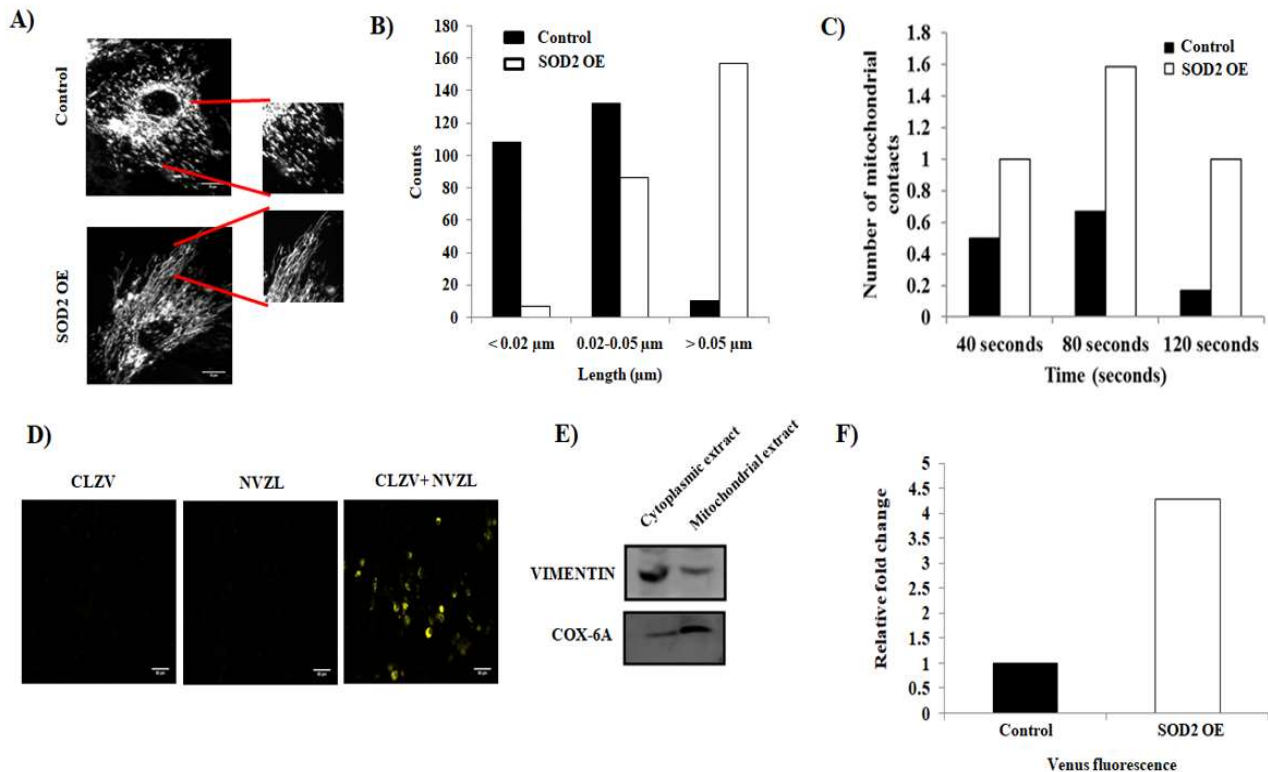 A)
Control
SOD2 OE
B)
180
160
140
120
100
80
60
40
20
0
Counts
Control
SOD2 OE
< 0.02 µm
0.02-0.05 µm
> 0.05 µm
Length (µm)
C)
1.8
1.6
1.4
1.2
1
0.8
0.6
0.4
0.2
0
Number of mitochondrial
contacts
Control
SOD2 OE
40 seconds
80 seconds
120 seconds
Time (seconds)
D)
CLZV
NVZL
CLZV+ NVZL
E)
Cytoplasmic extract
Mitochondrial extract
VIMENTIN
COX-6A
F)
5
4.5
4
3.5
3
2.5
2
1.5
1
0.5
0
Relative fold change
Control
SOD2 OE
Venus fluorescence